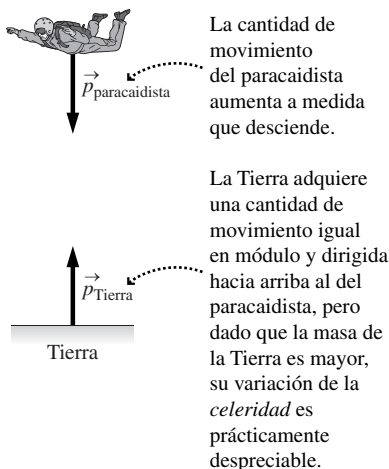 La cantidad de
movimiento
del paracaidista
aumenta a medida
que desciende.
p⃗ paracaidista
La Tierra adquiere
una cantidad de
movimiento igual
en módulo y dirigida
hacia arriba al del
paracaidista, pero
dado que la masa de
la Tierra es mayor,
su variación de la
celeridad es
prácticamente
despreciable.
p⃗ Tierra
Tierra